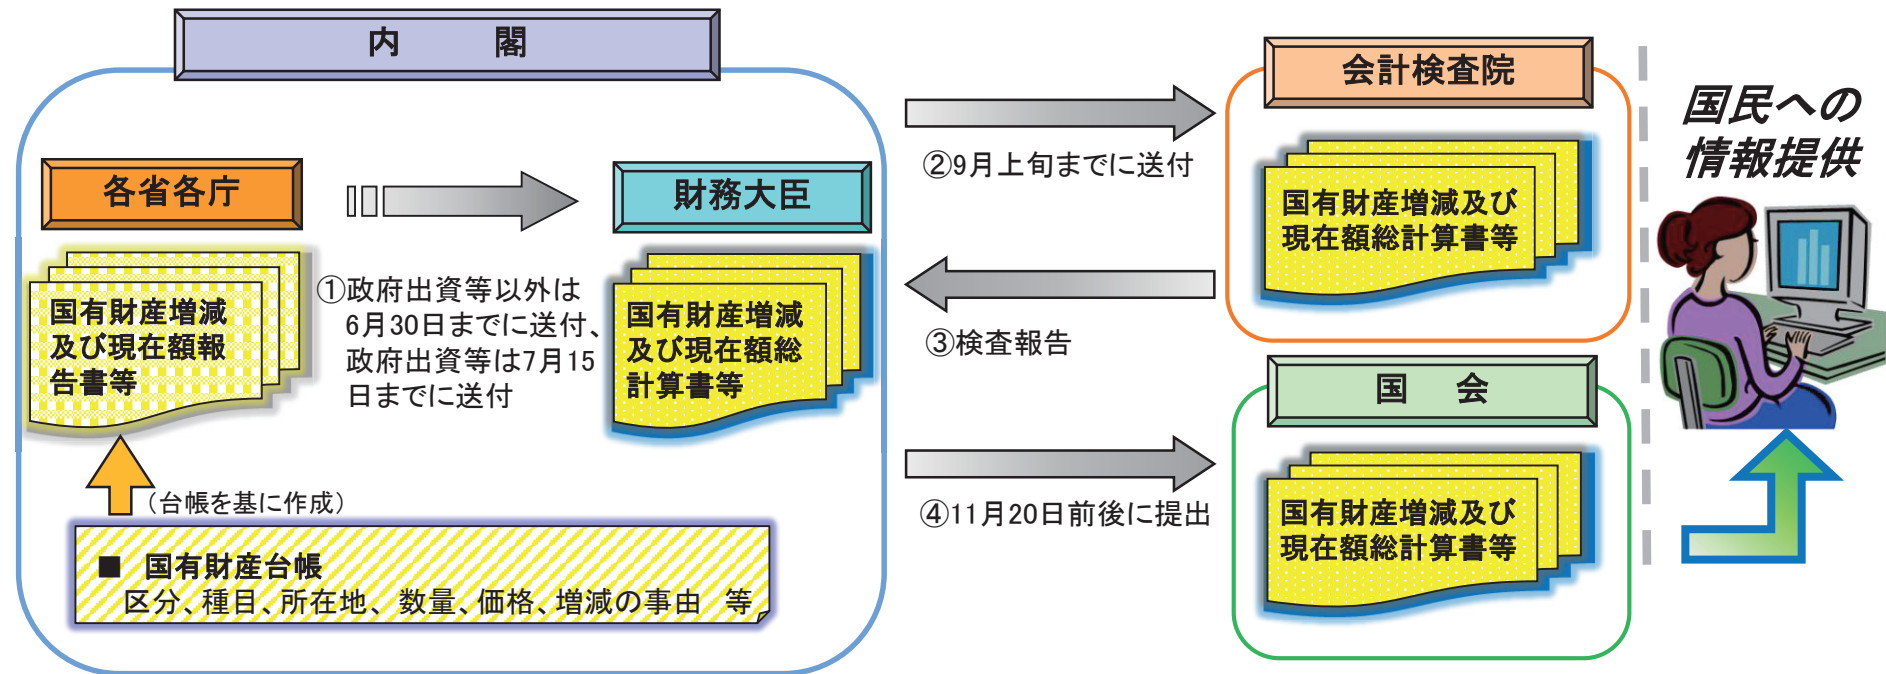 内　　閣
各省各庁
財務大臣
国有財産増減
及び現在額報
告書等
①政府出資等以外は
6月30日までに送付、
政府出資等は7月15
日までに送付
国有財産増減
及び現在額総
計算書等
（台帳を基に作成）
■ 国有財産台帳
区分、種目、所在地、数量、価格、増減の事由　等
②9月上旬までに送付
③検査報告
④11月20日前後に提出
会計検査院
国有財産増減及び
現在額総計算書等
国　会
国有財産増減及び
現在額総計算書等
国民への
情報提供